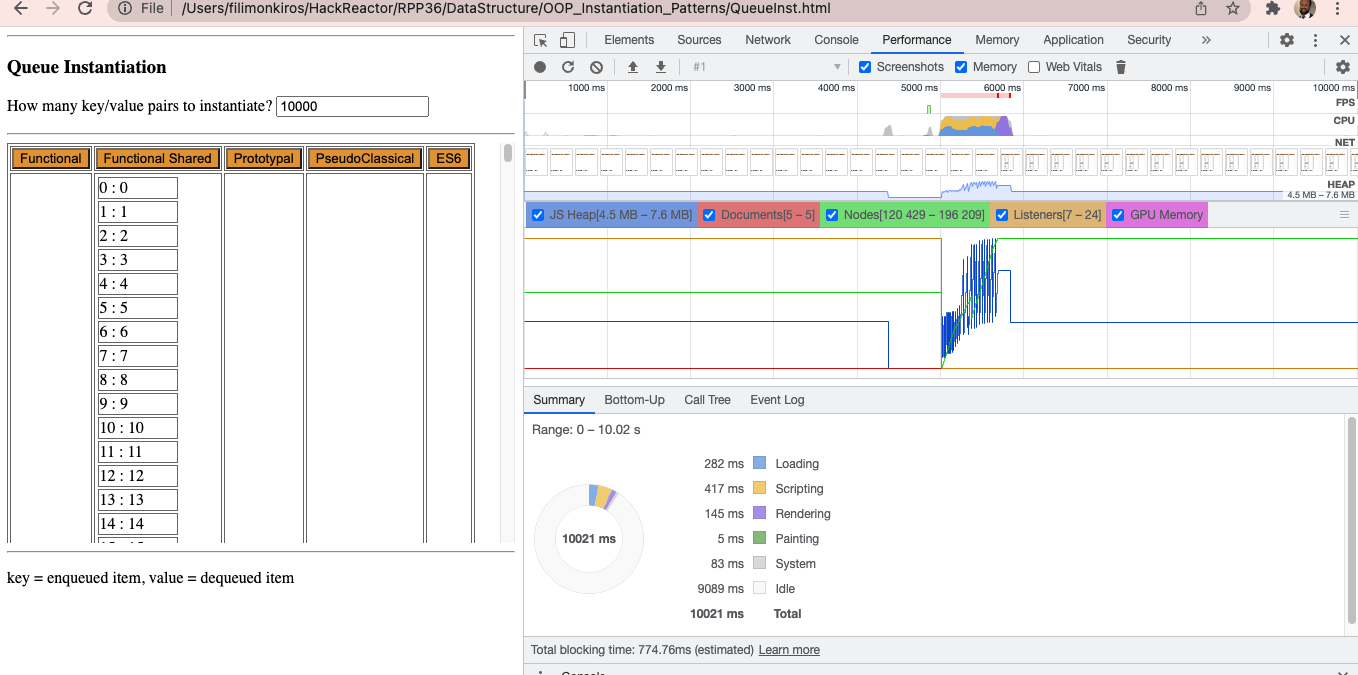 File /Users/filimonkiros/HackReactor/RPP36/DataStructure/OOP_Instantiation_Patterns/QueueInst.html
Queue Instantiation
How many key/value pairs to instantiate? 10000
Functional Functional Shared Prototypal PseudoClassical ES6
0 : 0
1 : 1
2 : 2
3 : 3
4 : 4
5 : 5
6 : 6
7 : 7
8 : 8
9 : 9
10 : 10
11 : 11
12 : 12
13 : 13
14 : 14
key = enqueued item, value = dequeued item
Elements Sources Network Console Performance Memory Application Security »
#1 Screenshots Memory Web Vitals
1000 ms 2000 ms 3000 ms 4000 ms 5000 ms 6000 ms 7000 ms 8000 ms 9000 ms 10000 ms
FPS
CPU
NET
HEAP
4.5 MB – 7.6 MB
JS Heap[4.5 MB – 7.6 MB] Documents[5 – 5] Nodes[120 429 – 196 209] Listeners[7 – 24] GPU Memory
Summary Bottom-Up Call Tree Event Log
Range: 0 – 10.02 s
282 ms Loading
417 ms Scripting
145 ms Rendering
5 ms Painting
83 ms System
9089 ms Idle
10021 ms Total
10021 ms
Total blocking time: 774.76ms (estimated) Learn more
Console